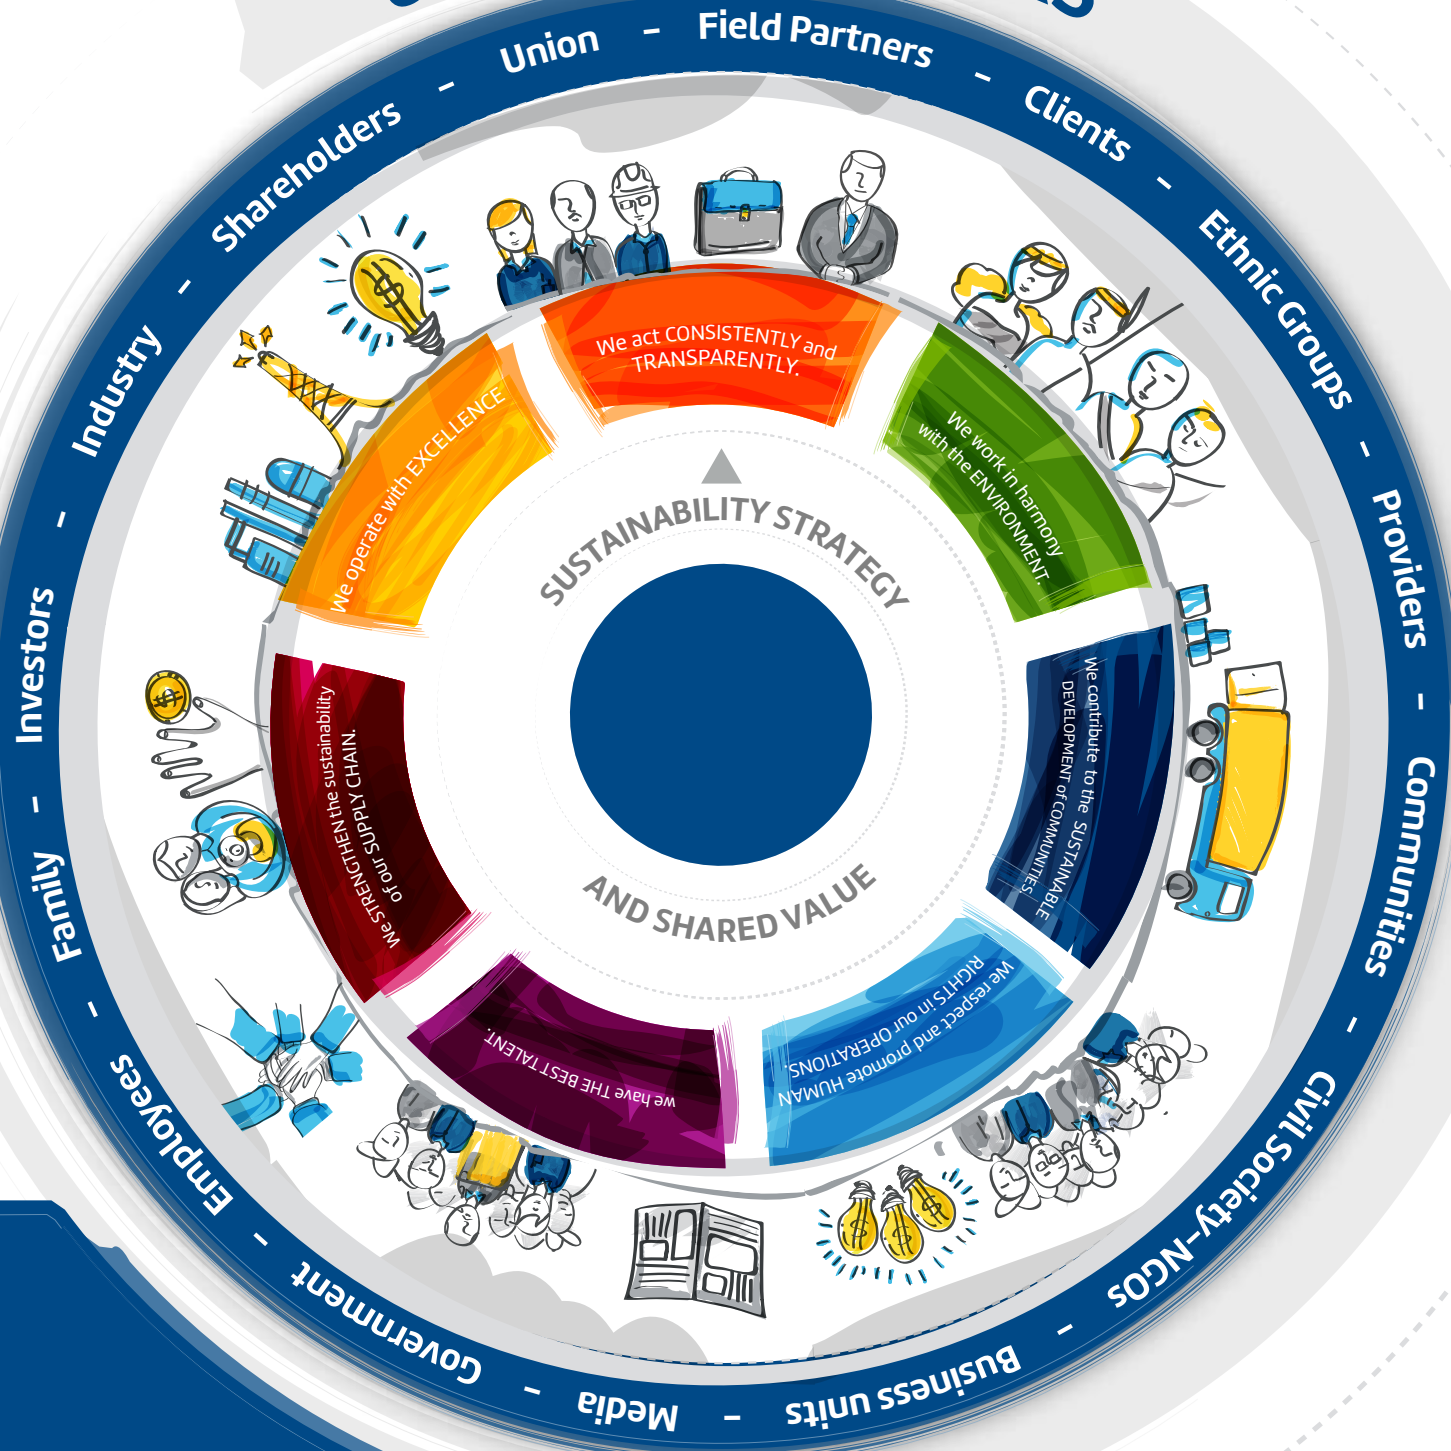 Field Partners
–
Clients
–
Ethnic Groups
–
Providers
–
Communities
–
Civil Society–NGOs
–
Business units
–
Media
–
Government
–
Employees
–
Family
–
Investors
–
Industry
–
Shareholders
–
Union
–
We act CONSISTENTLY and
TRANSPARENTLY.
We work in harmony
with the ENVIRONMENT.
We contribute to the SUSTAINABLE
DEVELOPMENT of COMMUNITIES.
We respect and promote HUMAN
RIGHTS in our OPERATIONS.
we have THE BEST TALENT.
We STRENGTHEN the sustainability
of our SUPPLY CHAIN.
We operate with EXCELLENCE
SUSTAINABILITY STRATEGY
AND SHARED VALUE